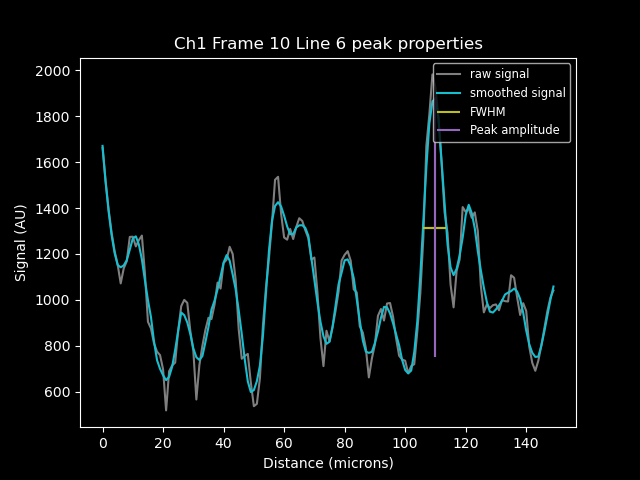 Ch1 Frame 10 Line 6 peak properties
raw signal
smoothed signal
FWHM
Peak amplitude
Signal (AU)
2000
1800
1600
1400
1200
1000
800
600
0 20 40 60 80 100 120 140
Distance (microns)